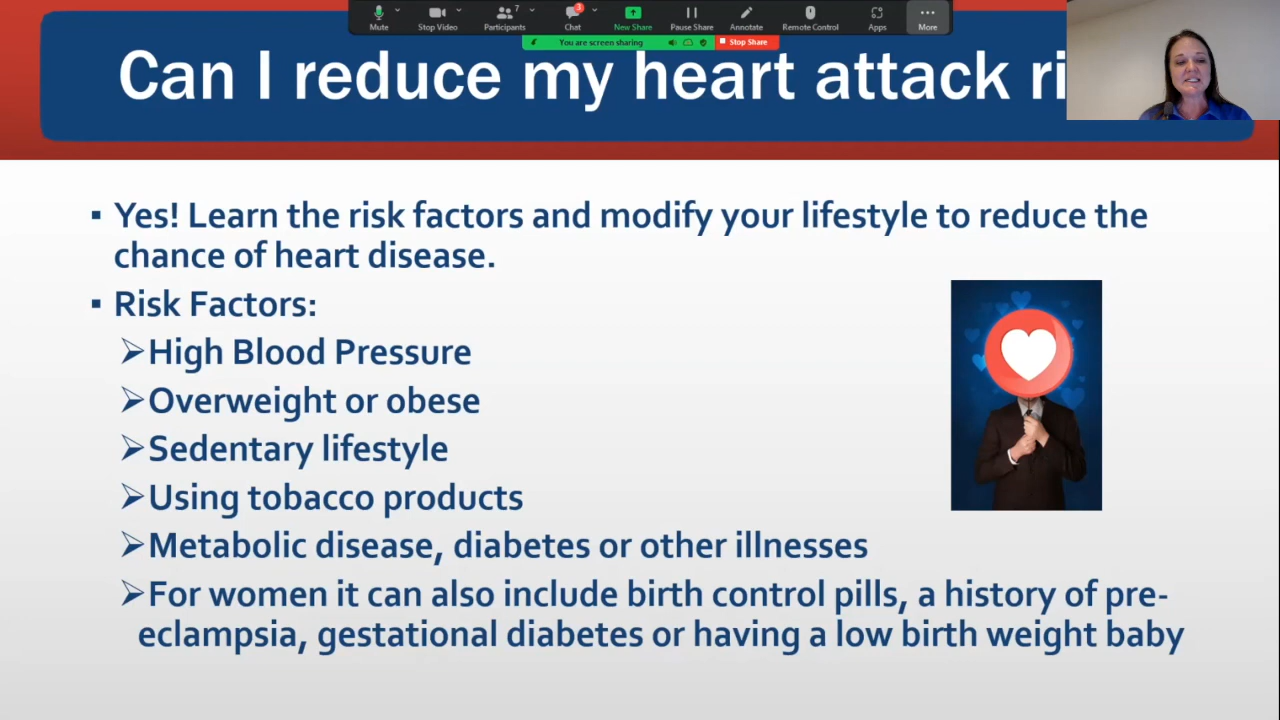 Mute
Stop Video
Participants
7
Chat
3
New Share
Pause Share
Annotate
Remote Control
Apps
More
You are screen sharing
Stop Share
Can I reduce my heart attack ri
▪ Yes! Learn the risk factors and modify your lifestyle to reduce the
chance of heart disease.
▪ Risk Factors:
➢High Blood Pressure
➢Overweight or obese
➢Sedentary lifestyle
➢Using tobacco products
➢Metabolic disease, diabetes or other illnesses
➢For women it can also include birth control pills, a history of pre-
eclampsia, gestational diabetes or having a low birth weight baby